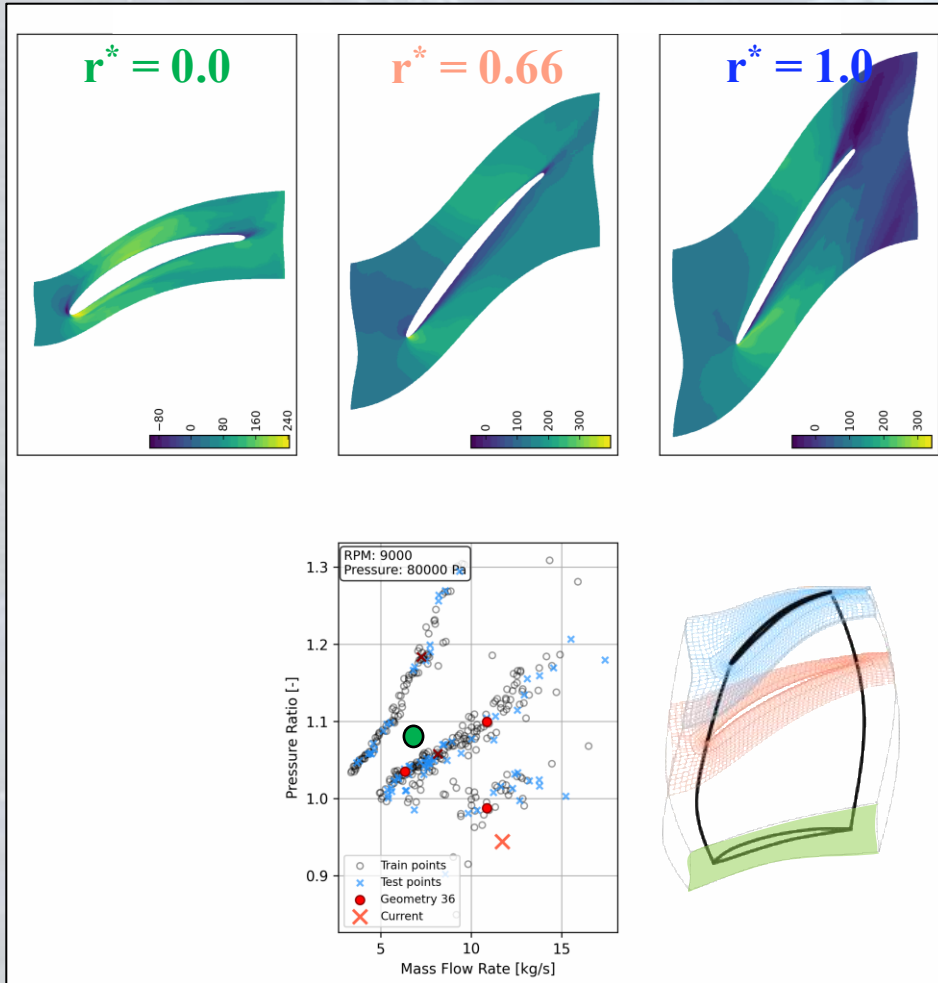 r* = 0.0
r* = 0.66
r* = 1.0
−80
0
80
160
240
0
100
200
300
0
100
200
300
RPM: 9000
Pressure: 80000 Pa
1.3
1.2
1.1
1.0
0.9
Pressure Ratio [-]
Train points
Test points
Geometry 36
Current
5
10
15
Mass Flow Rate [kg/s]